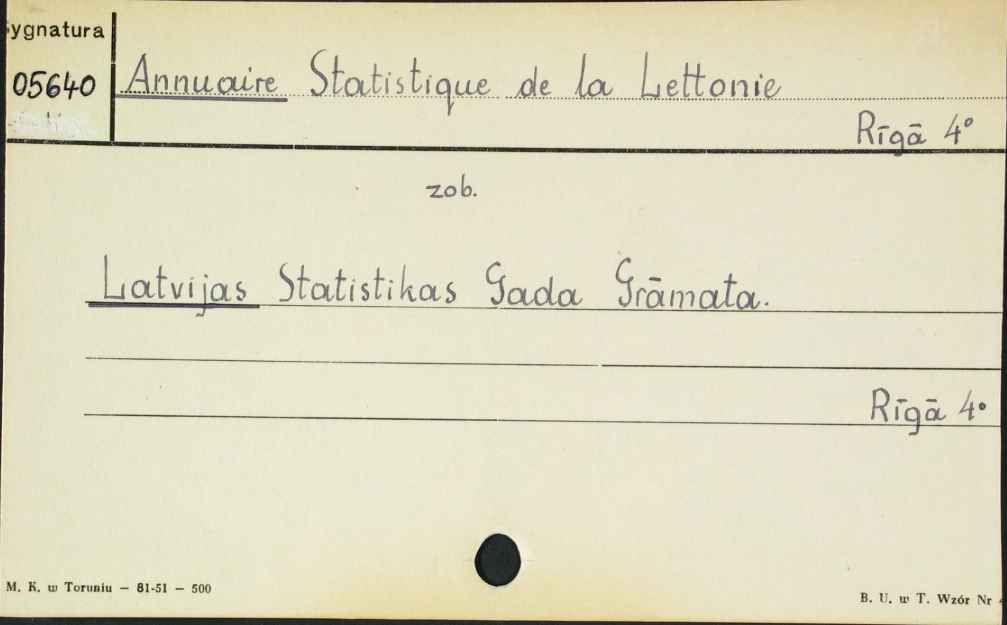 ygnatura
05640 Annuaire Statistique de la Lettonie
Rīgā 4°
zob.
Latvijas Statistikas Gada Grāmata.
Rīgā 4°
M. K. w Toruniu – 81-51 – 500
B. U. w T. Wzór Nr